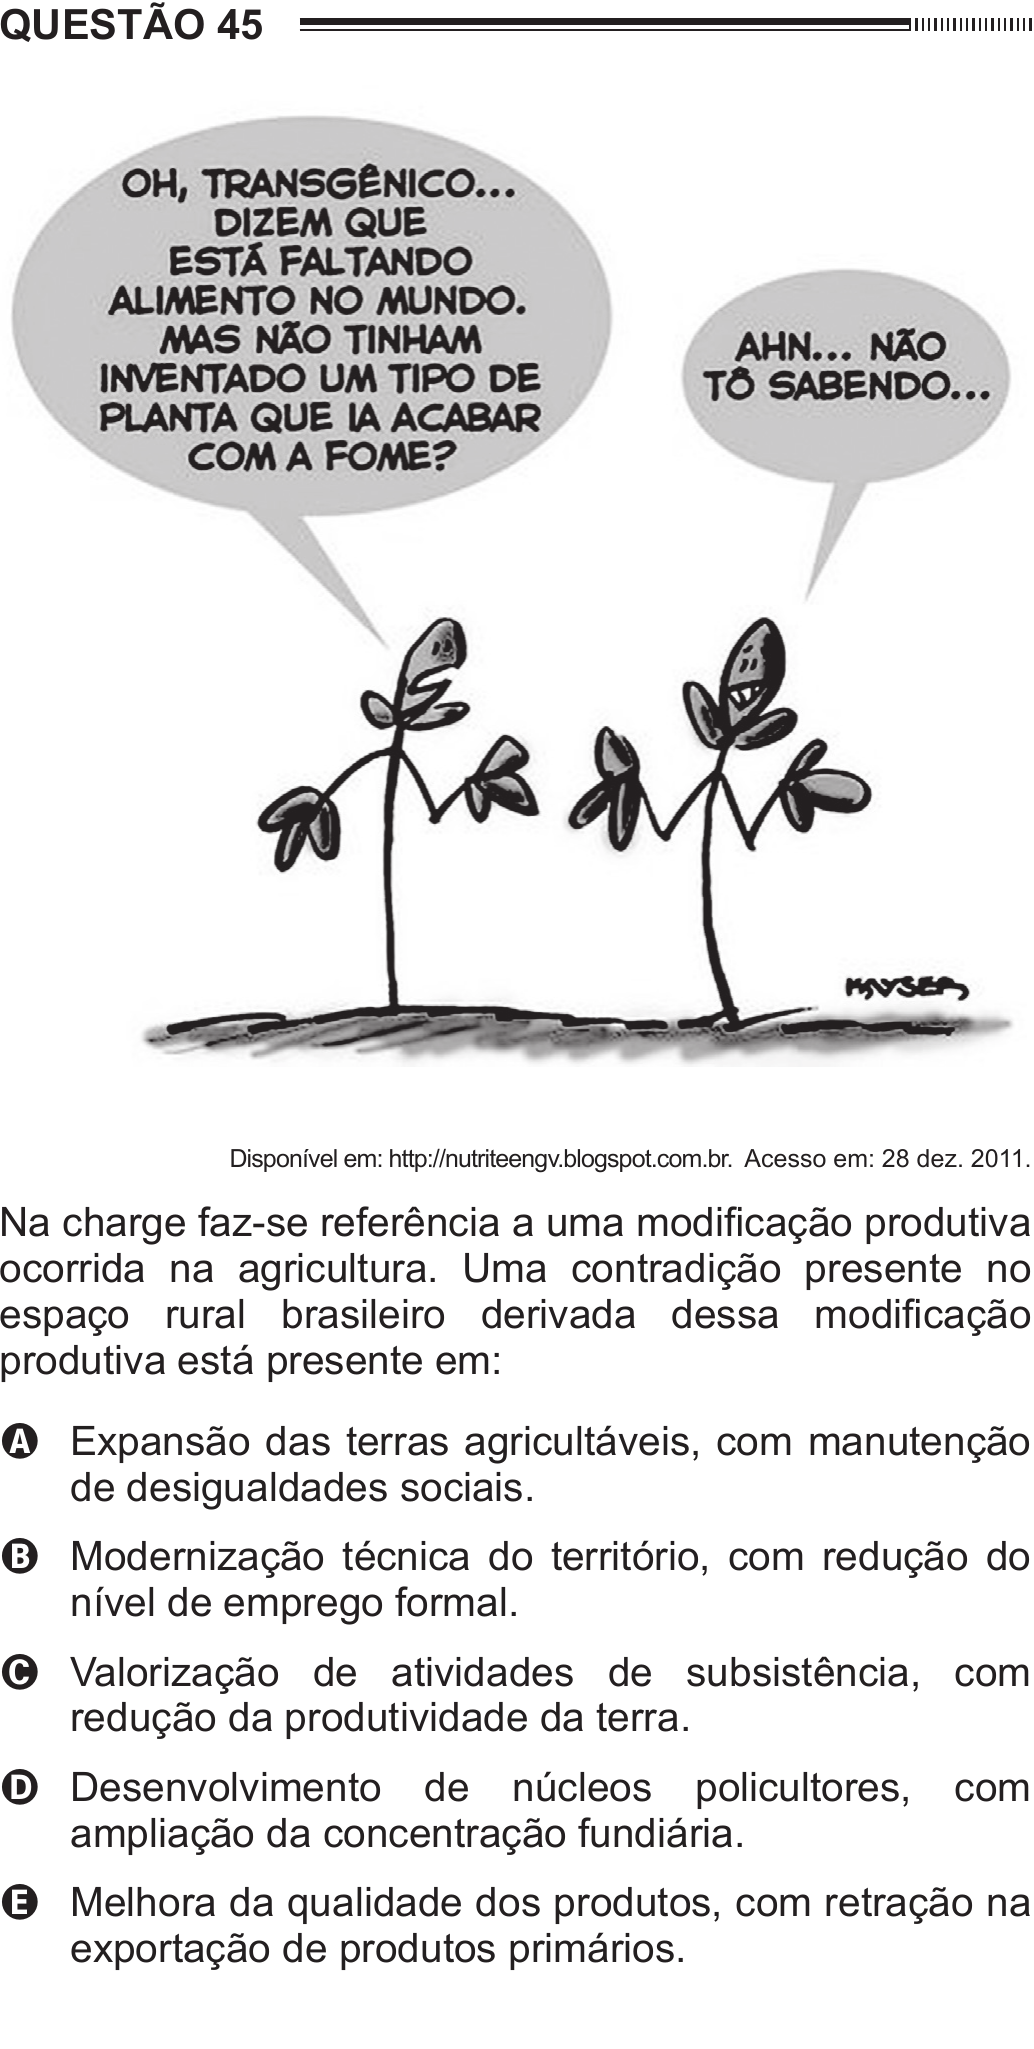 QUESTÃO 45
OH, TRANSGÊNICO...
DIZEM QUE
ESTÁ FALTANDO
ALIMENTO NO MUNDO.
MAS NÃO TINHAM
INVENTADO UM TIPO DE
PLANTA QUE IA ACABAR
COM A FOME?
AHN... NÃO
TÔ SABENDO...
KAYSER
Disponível em: http://nutriteengv.blogspot.com.br. Acesso em: 28 dez. 2011.
Na charge faz-se referência a uma modificação produtiva
ocorrida na agricultura. Uma contradição presente no
espaço rural brasileiro derivada dessa modificação
produtiva está presente em:
A Expansão das terras agricultáveis, com manutenção
de desigualdades sociais.
B Modernização técnica do território, com redução do
nível de emprego formal.
C Valorização de atividades de subsistência, com
redução da produtividade da terra.
D Desenvolvimento de núcleos policultores, com
ampliação da concentração fundiária.
E Melhora da qualidade dos produtos, com retração na
exportação de produtos primários.